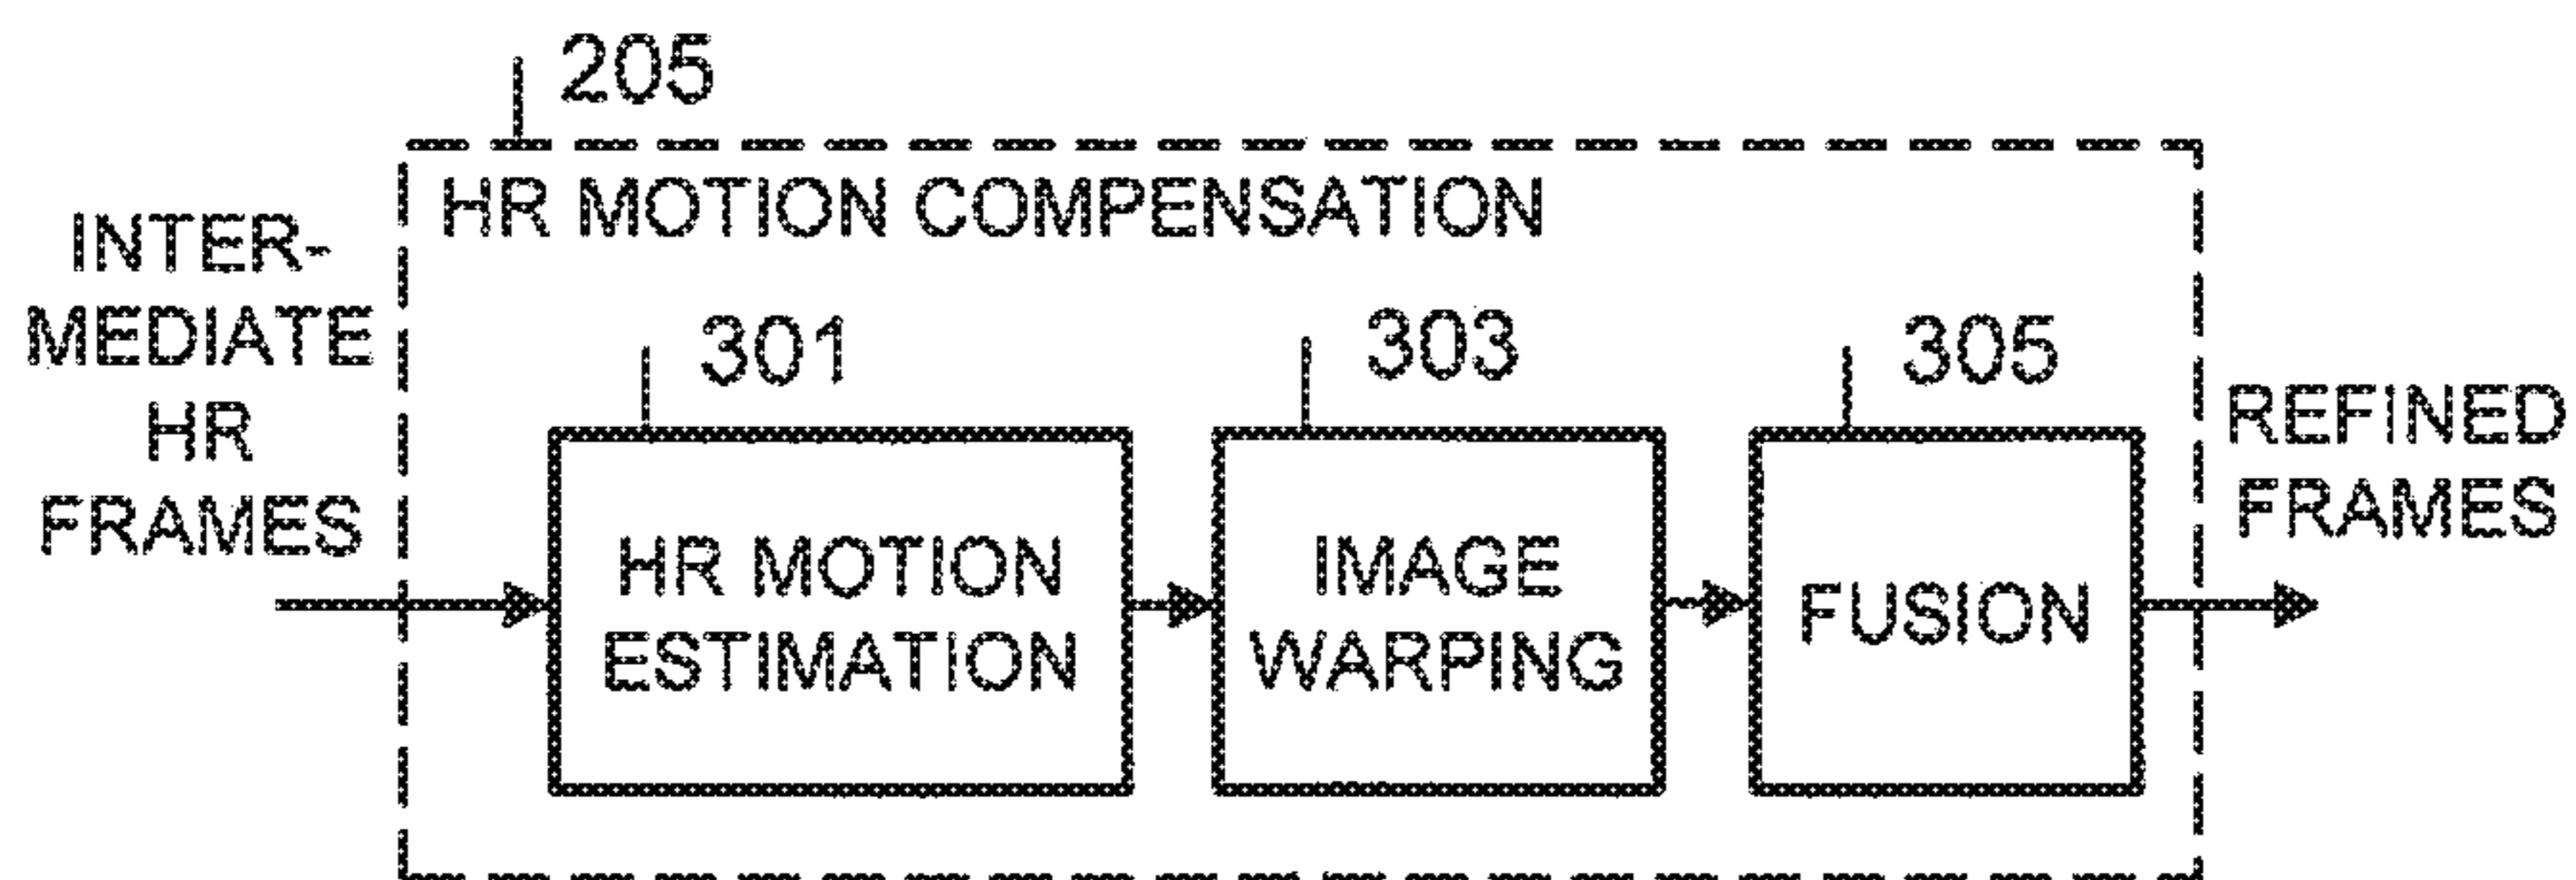 205
HR MOTION COMPENSATION
INTER-
MEDIATE
HR
FRAMES
301
303
305
HR MOTION
ESTIMATION
IMAGE
WARPING
FUSION
REFINED
FRAMES